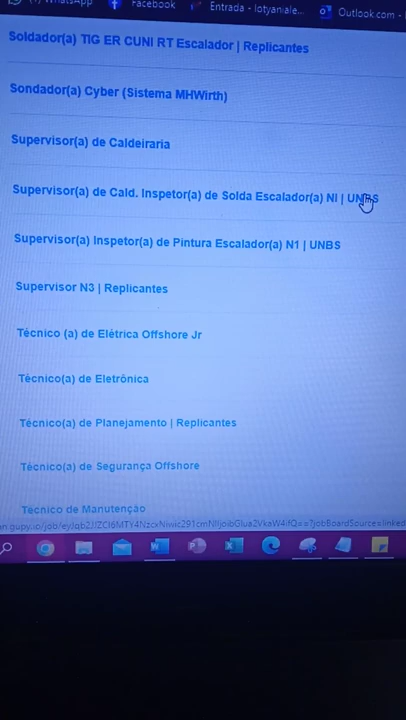 WhatsApp
Facebook
Entrada - lotyaniale...
Outlook.com -
Soldador(a) TIG ER CUNI RT Escalador | Replicantes
Sondador(a) Cyber (Sistema MHWirth)
Supervisor(a) de Caldeiraria
Supervisor(a) de Cald. Inspetor(a) de Solda Escalador(a) NI | UNBS
Supervisor(a) Inspetor(a) de Pintura Escalador(a) N1 | UNBS
Supervisor N3 | Replicantes
Técnico (a) de Elétrica Offshore Jr
Técnico(a) de Eletrônica
Técnico(a) de Planejamento | Replicantes
Técnico(a) de Segurança Offshore
Técnico de Manutenção